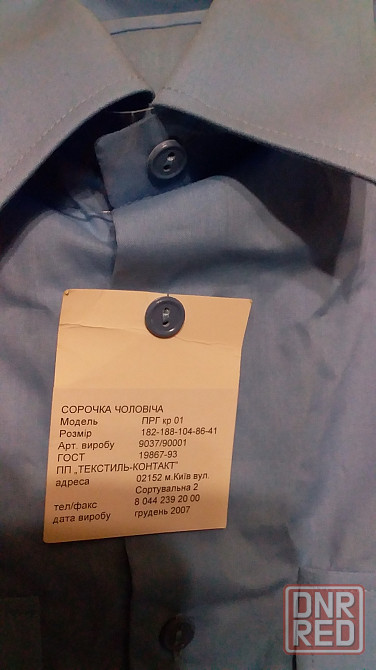 СОРОЧКА ЧОЛОВІЧА
Модель ПРГ кр 01
Розмір 182-188-104-86-41
Арт. виробу 9037/90001
ГОСТ 19867-93
ПП „ТЕКСТИЛЬ-КОНТАКТ"
адреса 02152 м.Київ вул.
Сортувальна 2
тел/факс 8 044 239 20 00
дата виробу грудень 2007
DNR
RED